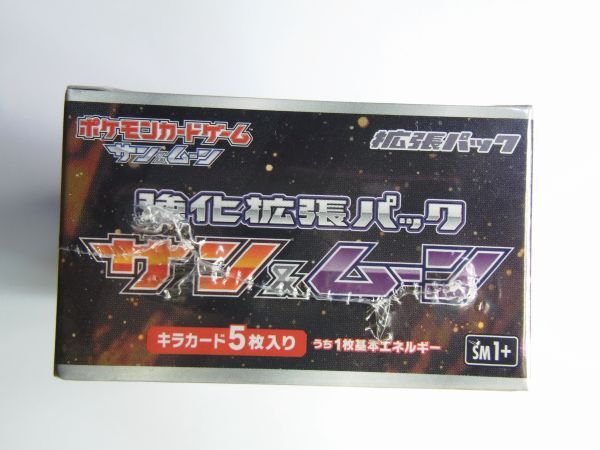 ポケモンカードゲーム
サン&ムーン
拡張パック
強化拡張パック
サン&ムーン
キラカード5枚入り
うち1枚基本エネルギー
SM1+